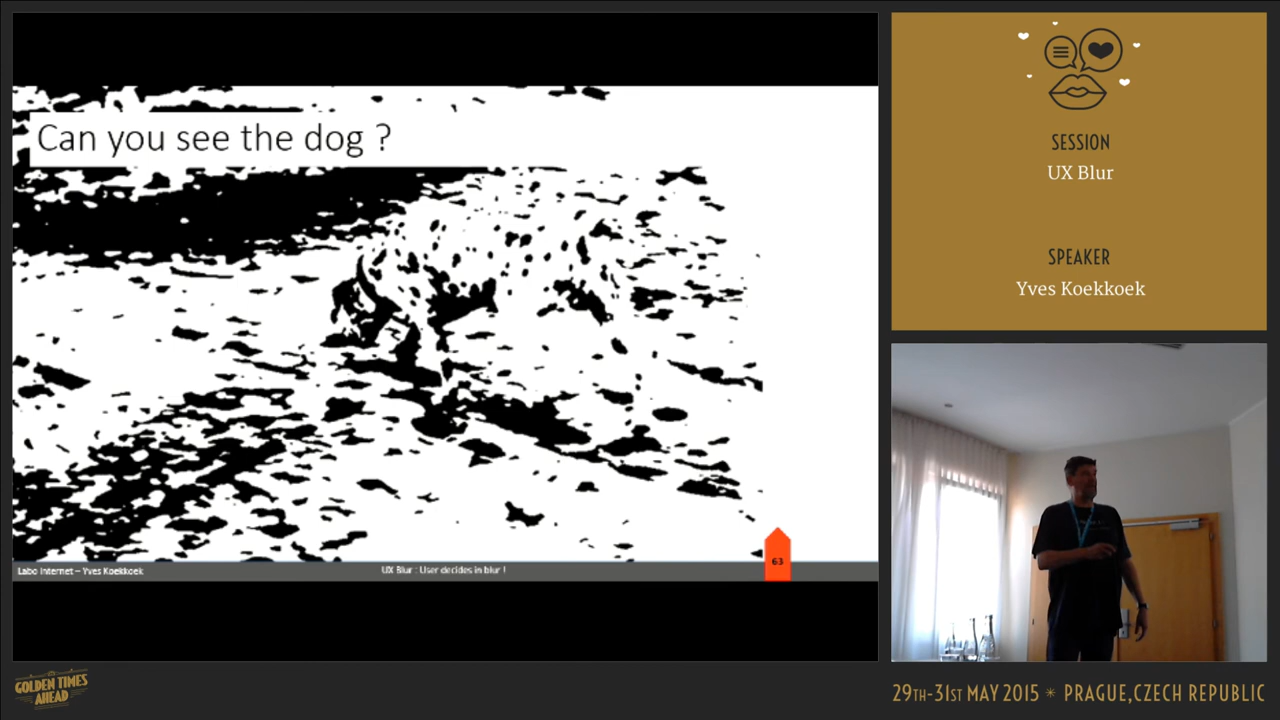 Can you see the dog ?
Labo Internet – Yves Koekkoek
UX Blur : User decides in blur !
63
SESSION
UX Blur
SPEAKER
Yves Koekkoek
GOLDEN TIMES
AHEAD
29TH-31ST MAY 2015 * PRAGUE, CZECH REPUBLIC